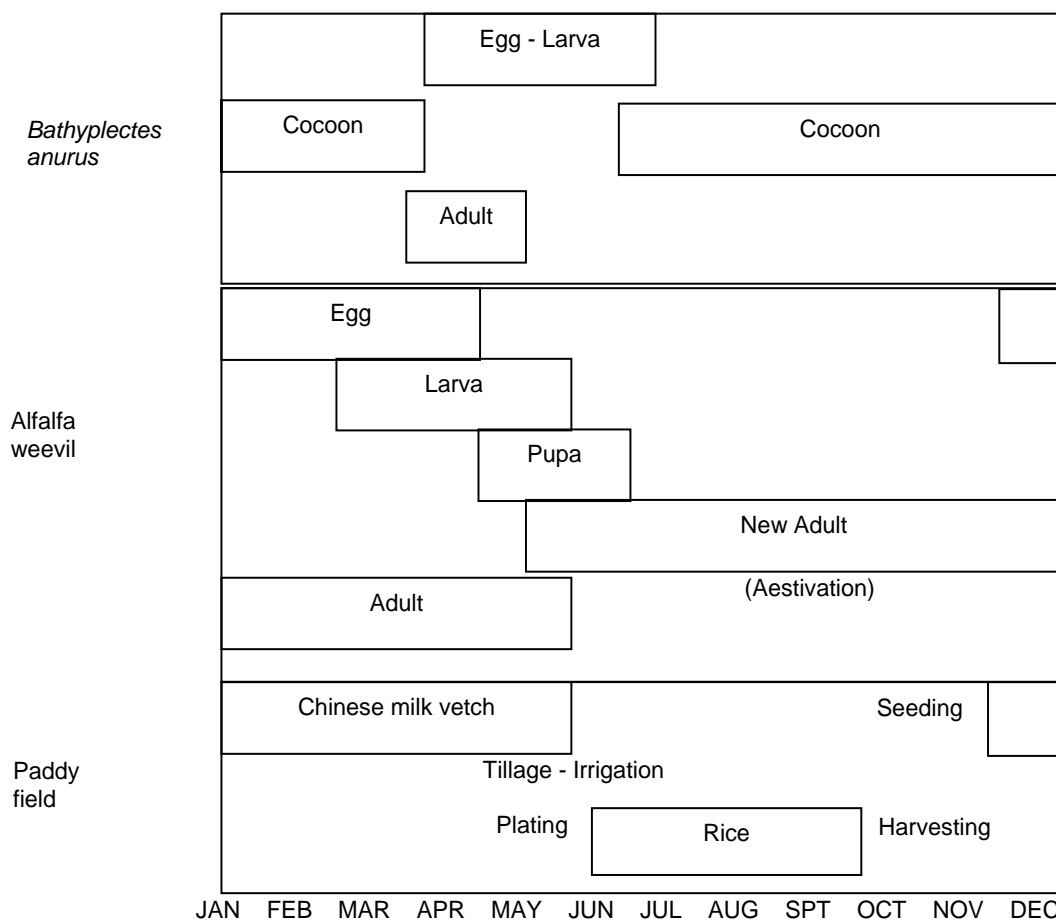 Egg - Larva
Bathyplectes
anurus
Cocoon
Cocoon
Adult
Alfalfa
weevil
Egg
Larva
Pupa
New Adult
(Aestivation)
Adult
Paddy
field
Chinese milk vetch
Seeding
Tillage - Irrigation
Plating
Rice
Harvesting
JAN FEB MAR APR MAY JUN JUL AUG SPT OCT NOV DEC